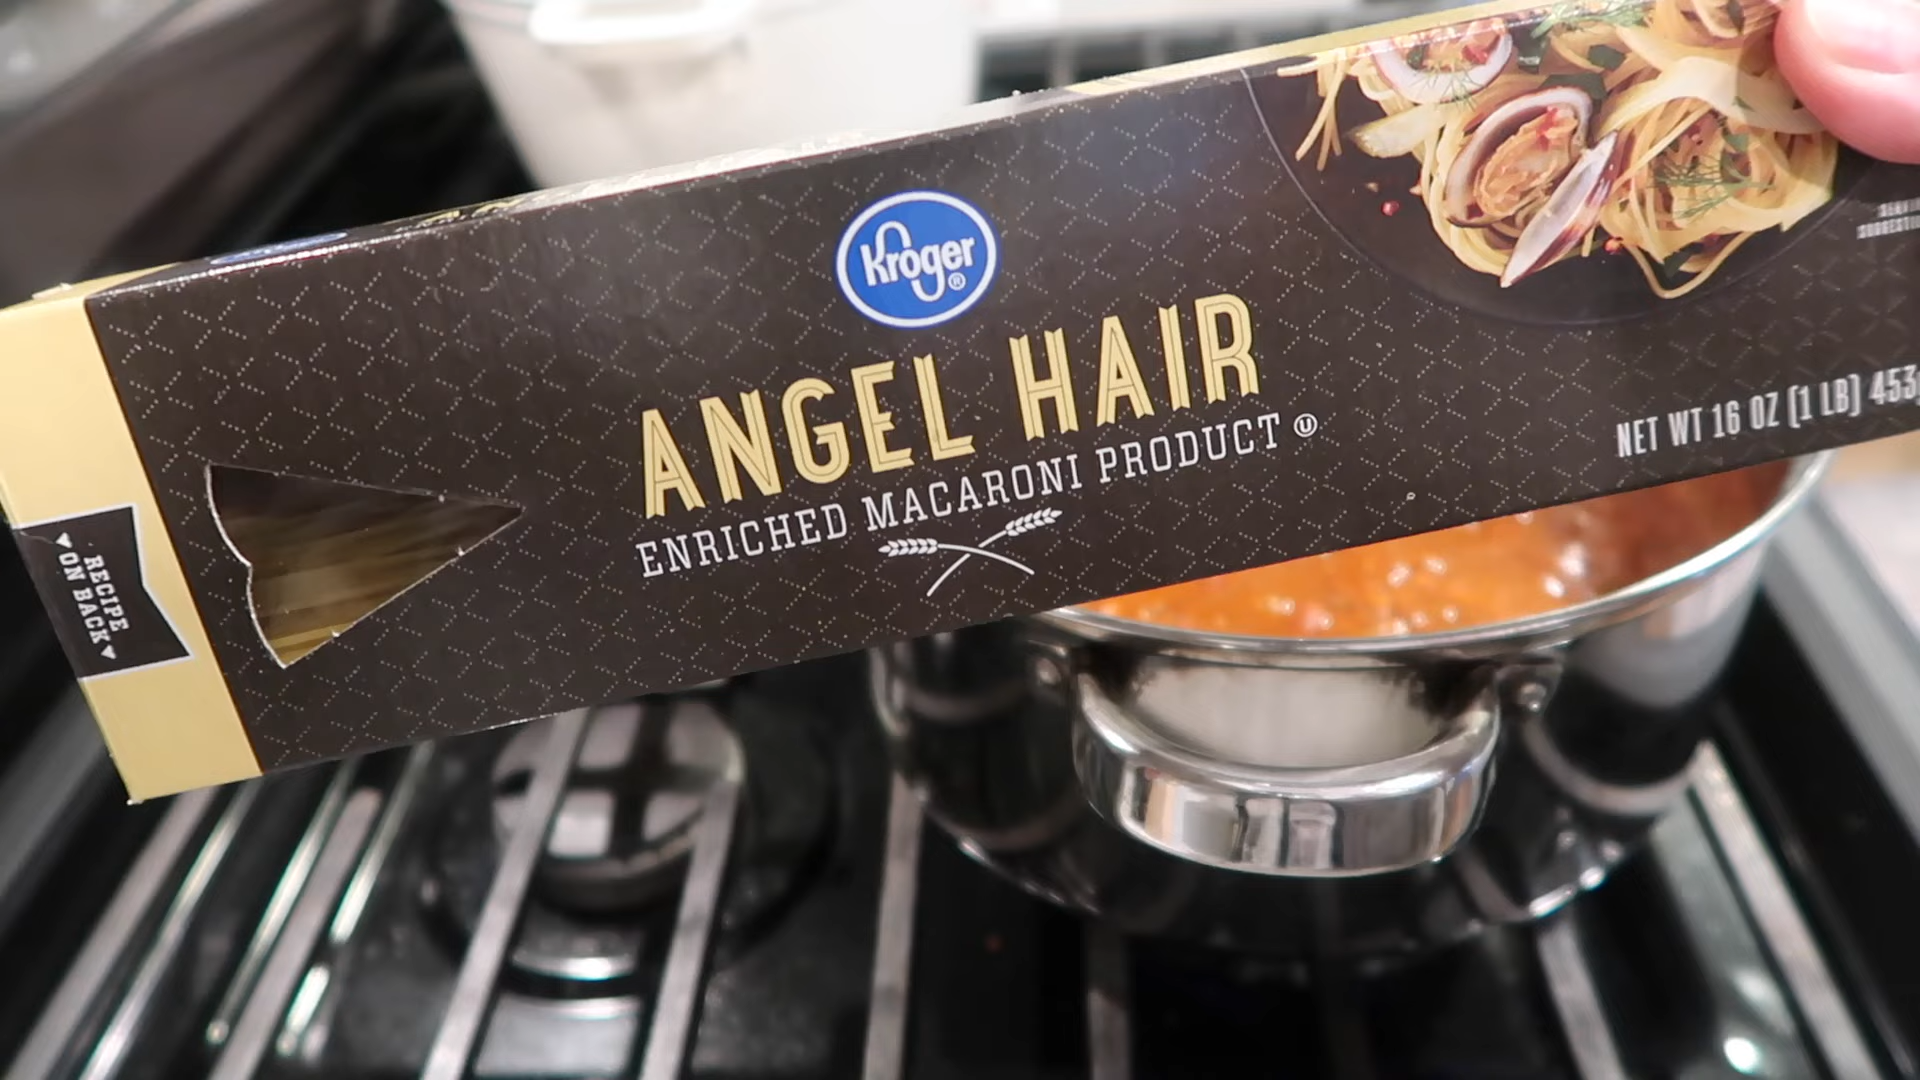 Kroger®
ANGEL HAIR
ENRICHED MACARONI PRODUCT Ⓤ
NET WT 16 OZ (1 LB) 453
RECIPE
ON BACK